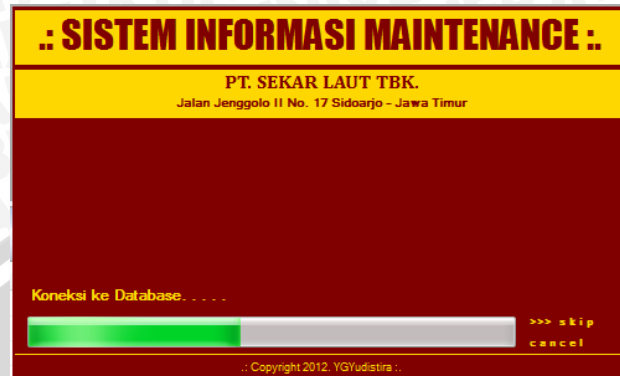 .: SISTEM INFORMASI MAINTENANCE :.
PT. SEKAR LAUT TBK.
Jalan Jenggolo II No. 17 Sidoarjo - Jawa Timur
Koneksi ke Database. . . . .
>>> skip
cancel
.: Copyright 2012. YGYudistira :.